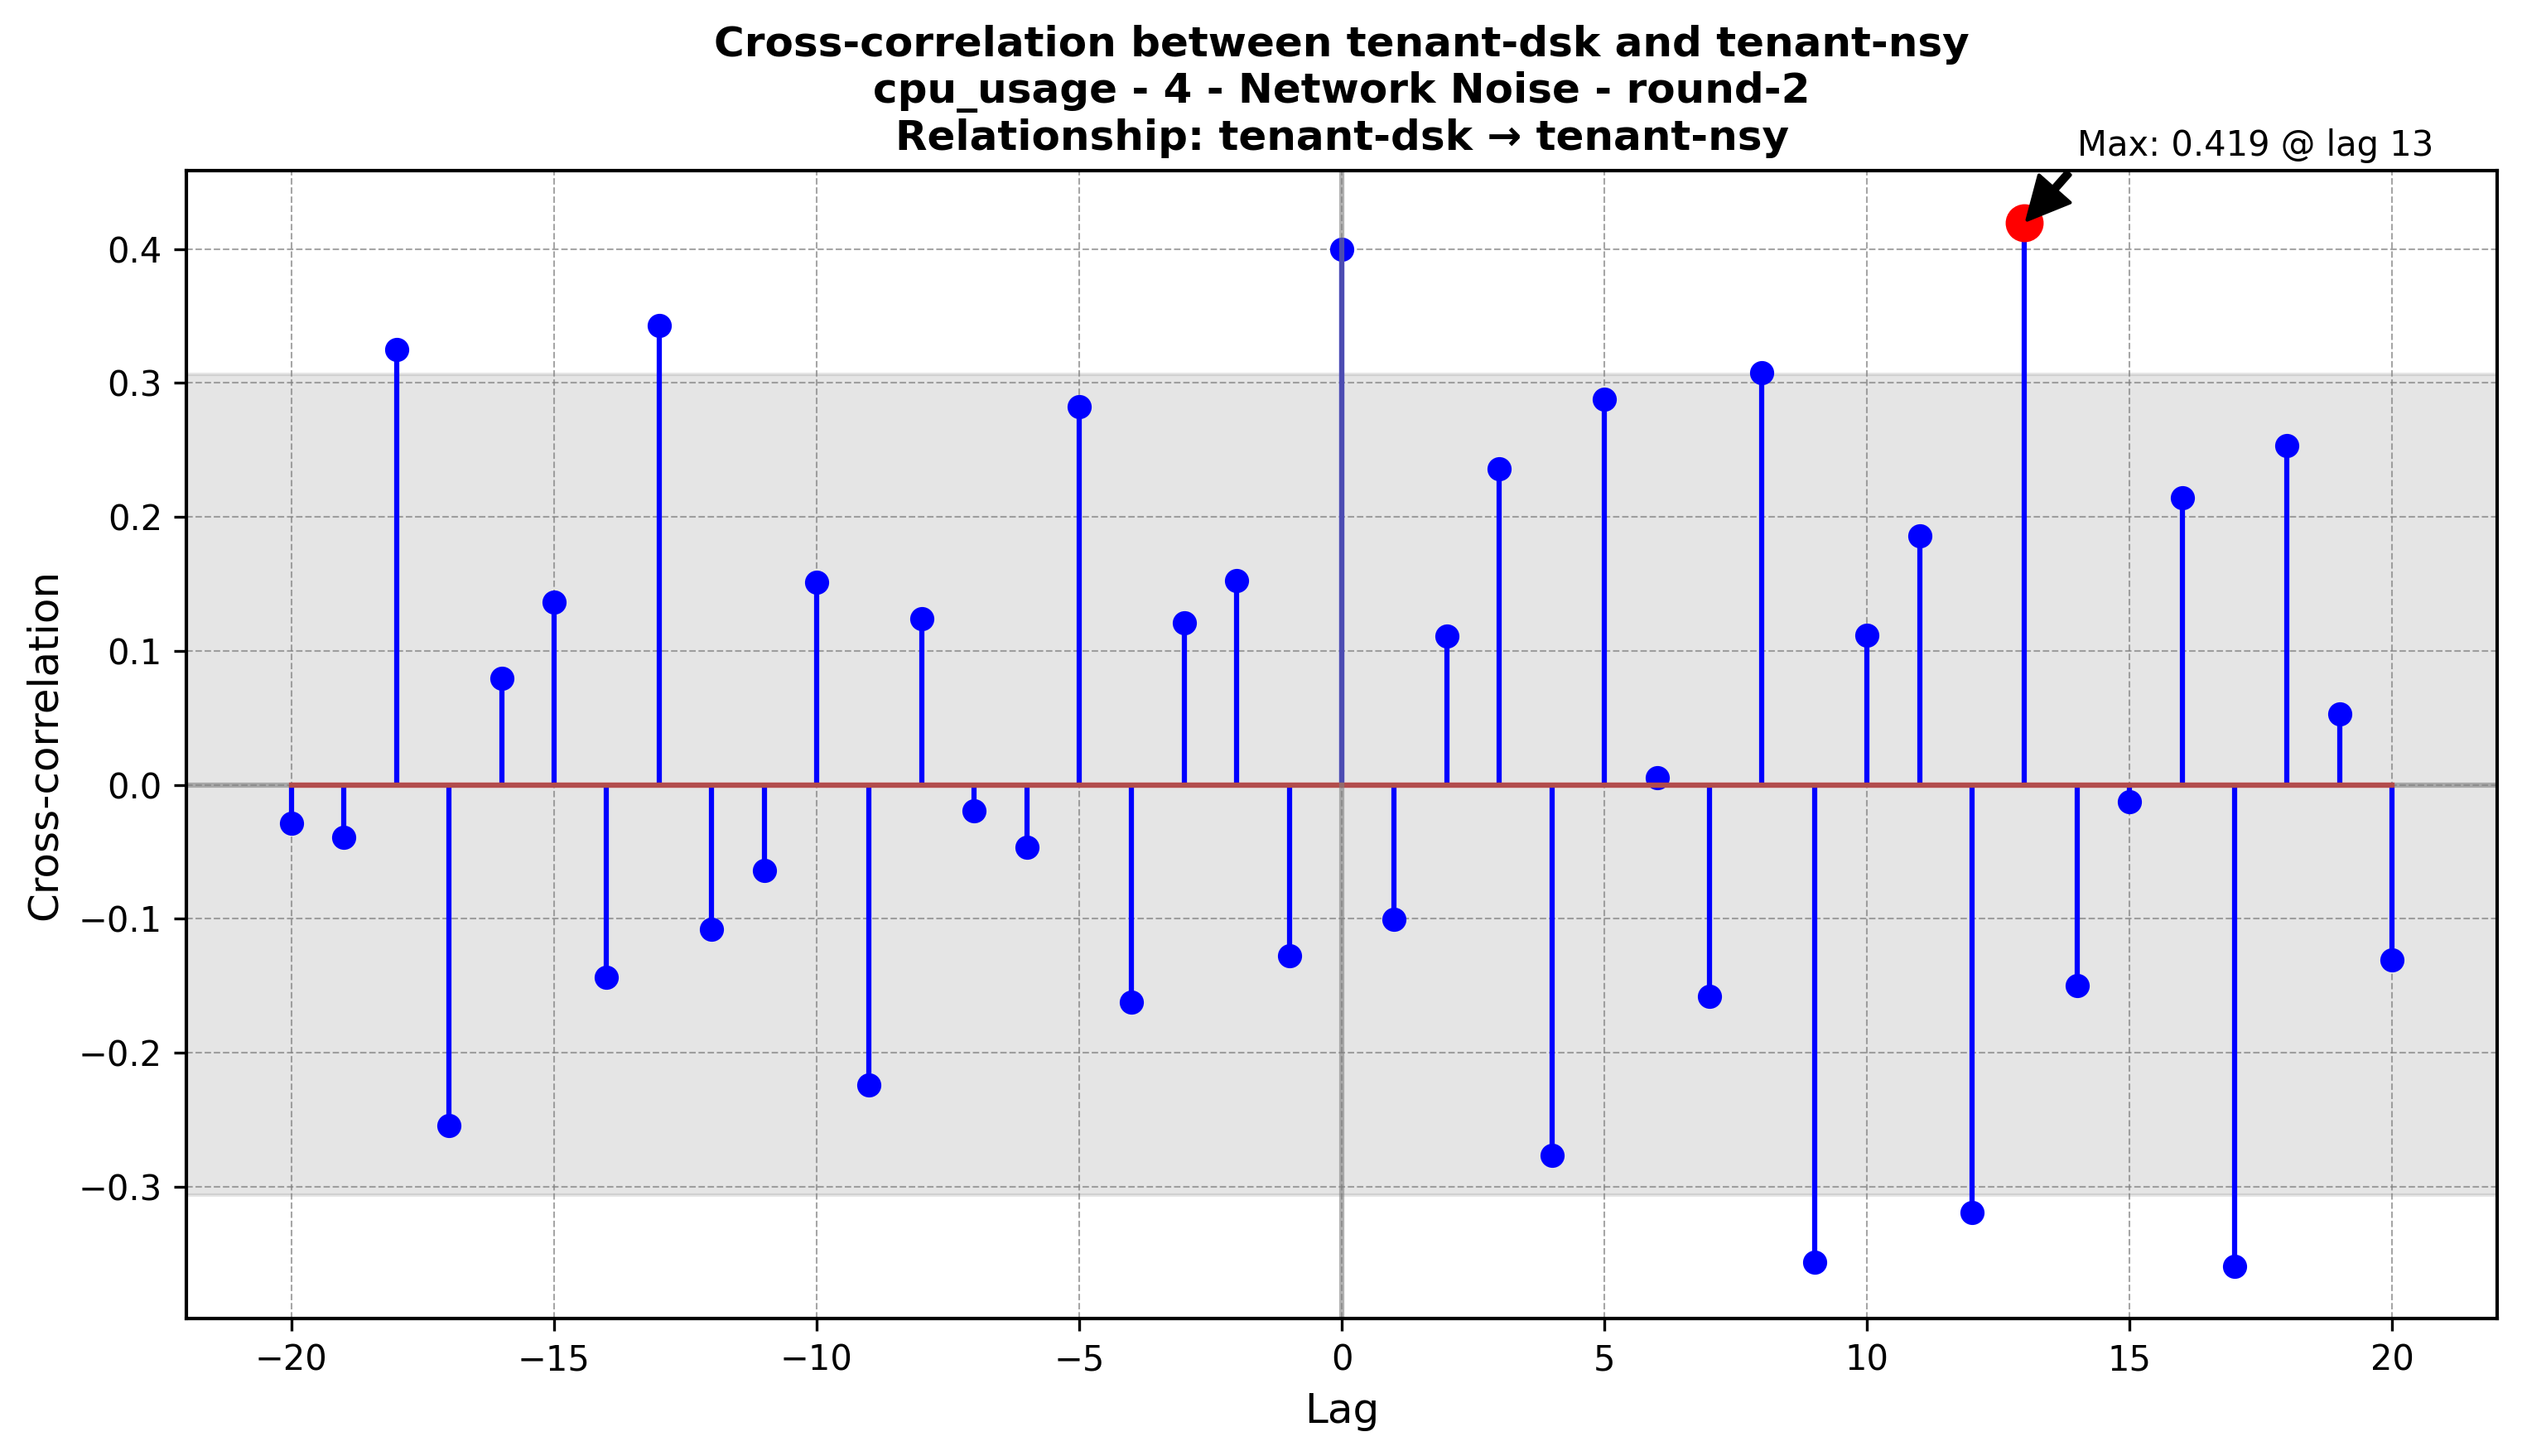 Cross-correlation between tenant-dsk and tenant-nsy
cpu_usage - 4 - Network Noise - round-2
Relationship: tenant-dsk → tenant-nsy
Max: 0.419 @ lag 13
0.4
0.3
0.2
0.1
0.0
−0.1
−0.2
−0.3
Cross-correlation
−20
−15
−10
−5
0
5
10
15
20
Lag